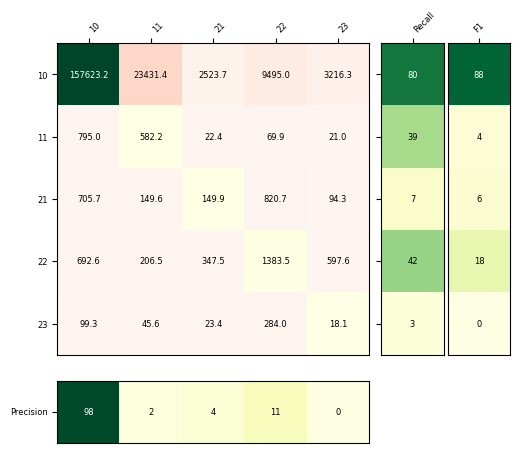 10 11 21 22 23 Recall F1
10 157623.2 23431.4 2523.7 9495.0 3216.3 80 88
11 795.0 582.2 22.4 69.9 21.0 39 4
21 705.7 149.6 149.9 820.7 94.3 7 6
22 692.6 206.5 347.5 1383.5 597.6 42 18
23 99.3 45.6 23.4 284.0 18.1 3 0
Precision 98 2 4 11 0